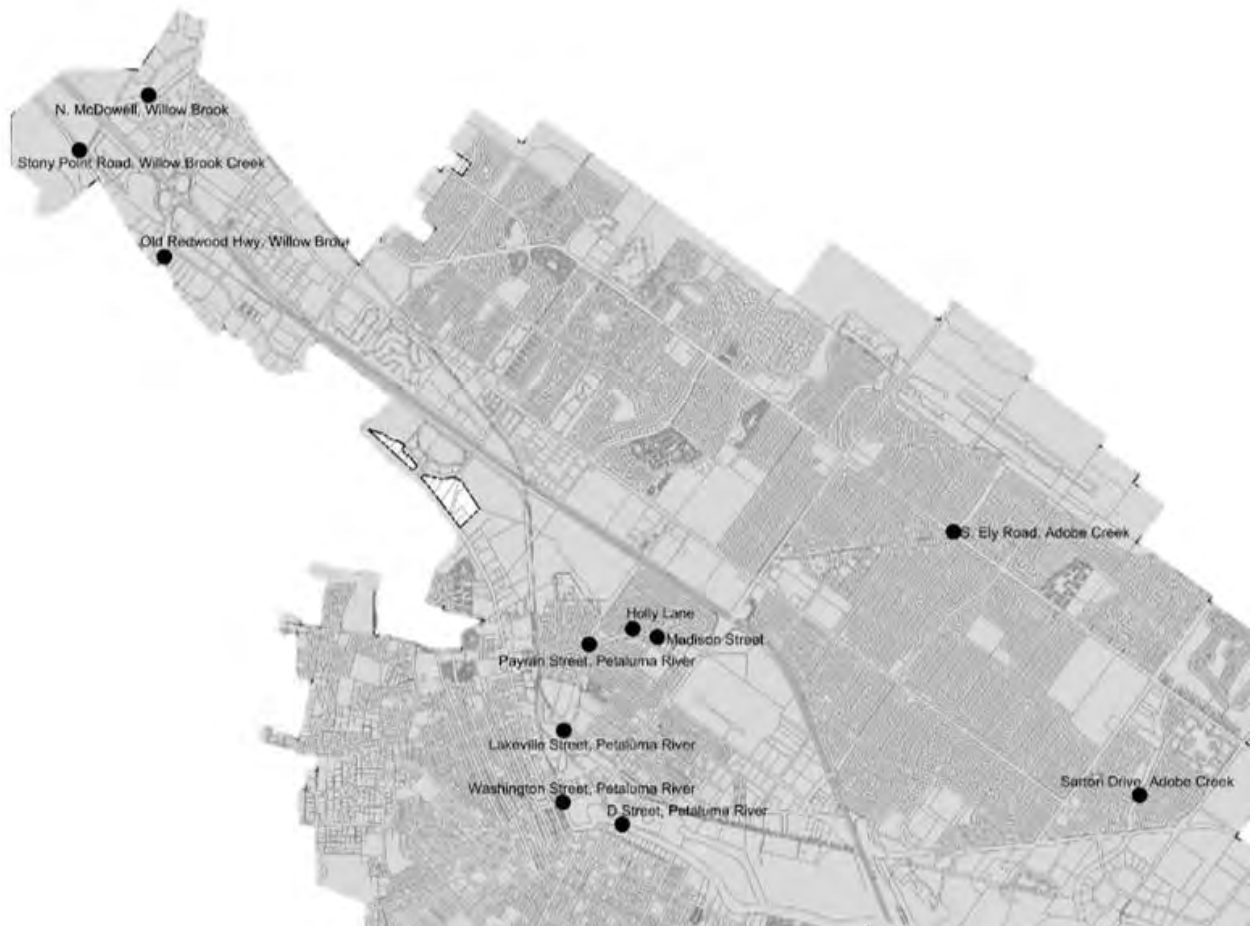 N. McDowell, Willow Brook
Stony Point Road, Willow Brook Creek
Old Redwood Hwy, Willow Brow
S. Ely Road, Adobe Creek
Holly Lane
Madison Street
Payran Street, Petaluma River
Lakeville Street, Petaluma River
Sartori Drive, Adobe Creek
Washington Street, Petaluma River
D Street, Petaluma River